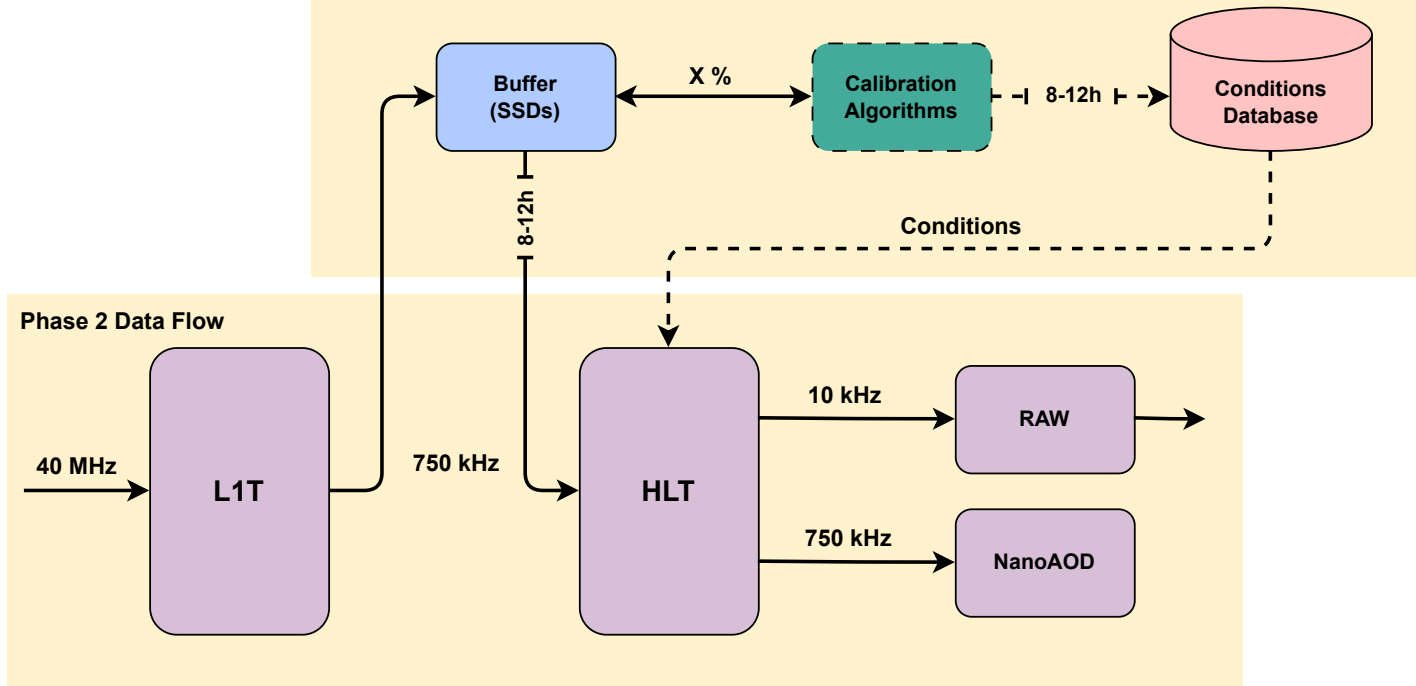 Buffer
(SSDs)
X %
Calibration
Algorithms
8-12h
Conditions
Database
8-12h
Conditions
Phase 2 Data Flow
40 MHz
L1T
750 kHz
HLT
10 kHz
RAW
750 kHz
NanoAOD